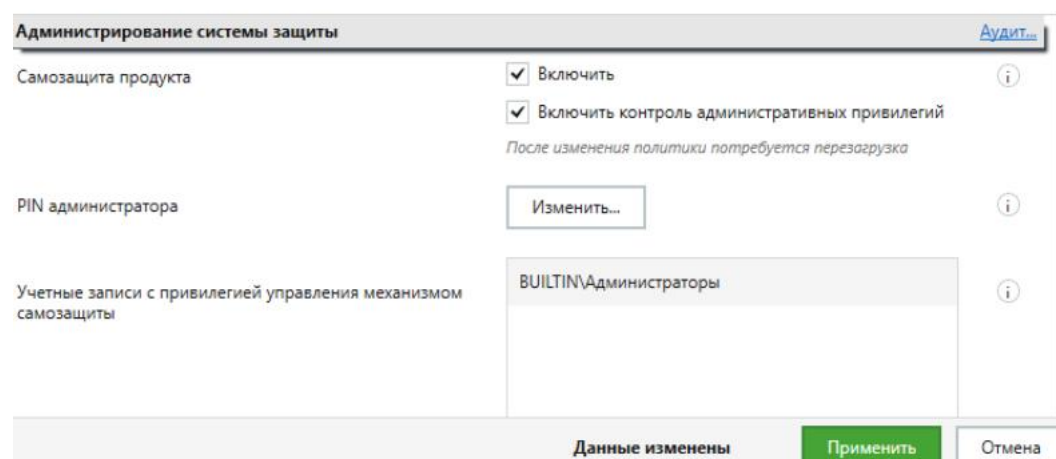 Администрирование системы защиты
Аудит...
Самозащита продукта
Включить
Включить контроль административных привилегий
После изменения политики потребуется перезагрузка
PIN администратора
Изменить...
Учетные записи с привилегией управления механизмом
самозащиты
BUILTIN\Администраторы
Данные изменены
Применить
Отмена